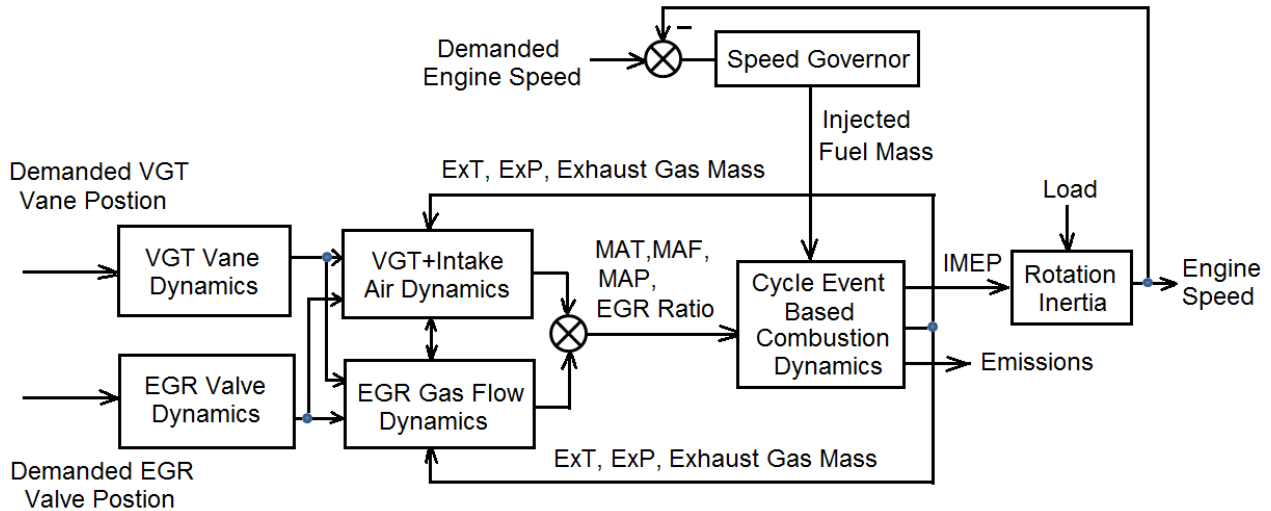 Demanded
Engine Speed
–
Speed Governor
Injected
Fuel Mass
Demanded VGT
Vane Postion
ExT, ExP, Exhaust Gas Mass
Load
VGT Vane
Dynamics
VGT+Intake
Air Dynamics
MAT,MAF,
MAP,
EGR Ratio
Cycle Event
Based
Combustion
Dynamics
IMEP
Rotation
Inertia
Engine
Speed
Emissions
EGR Valve
Dynamics
EGR Gas Flow
Dynamics
ExT, ExP, Exhaust Gas Mass
Demanded EGR
Valve Postion